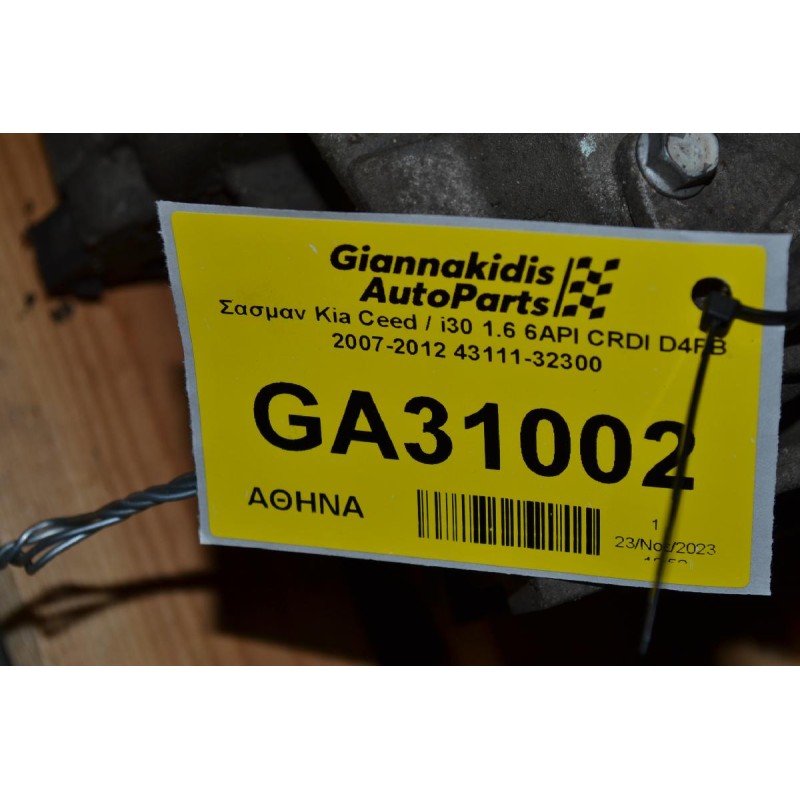 Giannakidis
AutoParts
Σασμαν Kia Ceed / i30 1.6 6ΑΡΙ CRDI D4FB
2007-2012 43111-32300
GA31002
ΑΘΗΝΑ
1
23/Νοε/2023